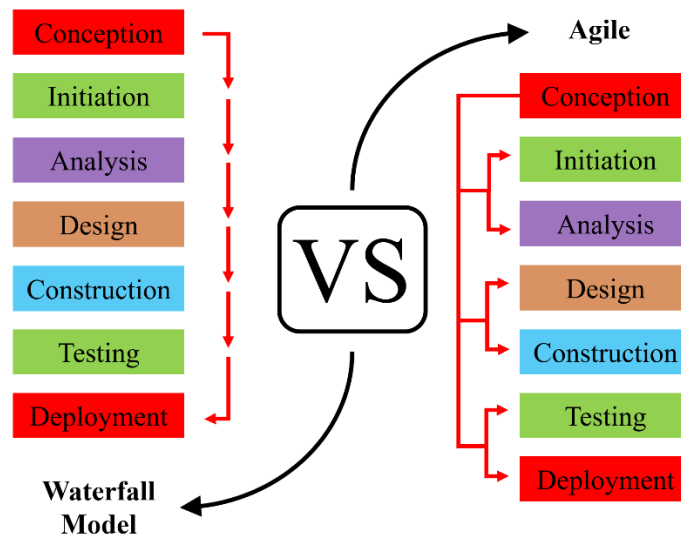 Conception
Initiation
Analysis
Design
Construction
Testing
Deployment
Waterfall
Model
VS
Agile
Conception
Initiation
Analysis
Design
Construction
Testing
Deployment